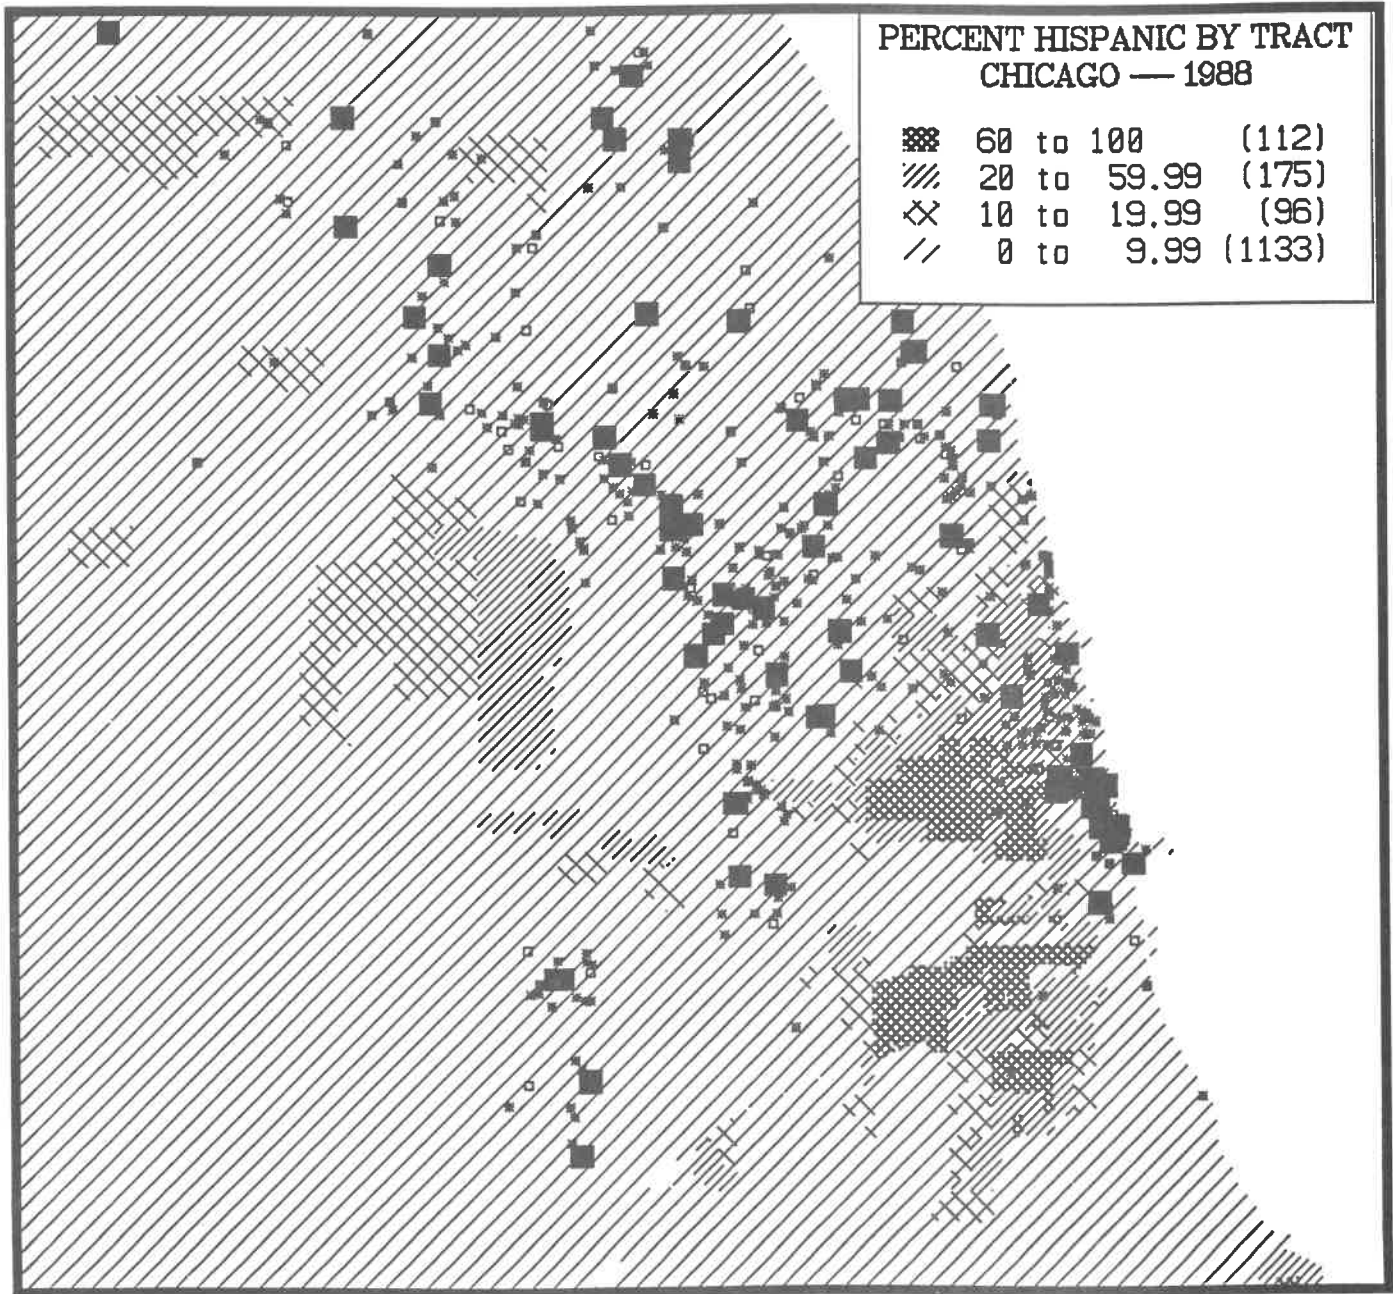 PERCENT HISPANIC BY TRACT
CHICAGO — 1988
60 to 100 (112)
20 to 59.99 (175)
10 to 19.99 (96)
0 to 9.99 (1133)